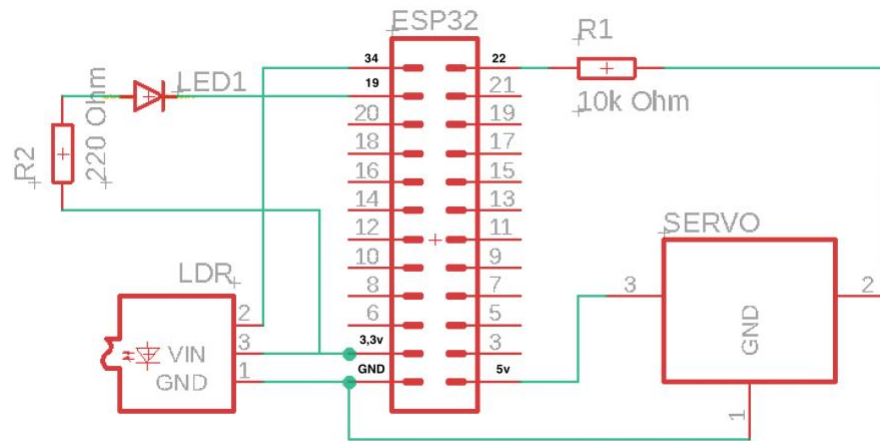 ESP32
34
22
R1
19
21
10k Ohm
LED1
R2
220 Ohm
20
19
18
17
16
15
14
13
12
11
10
9
8
7
6
5
3,3v
3
GND
5v
LDR
2
VIN
3
GND
1
SERVO
3
2
GND
1